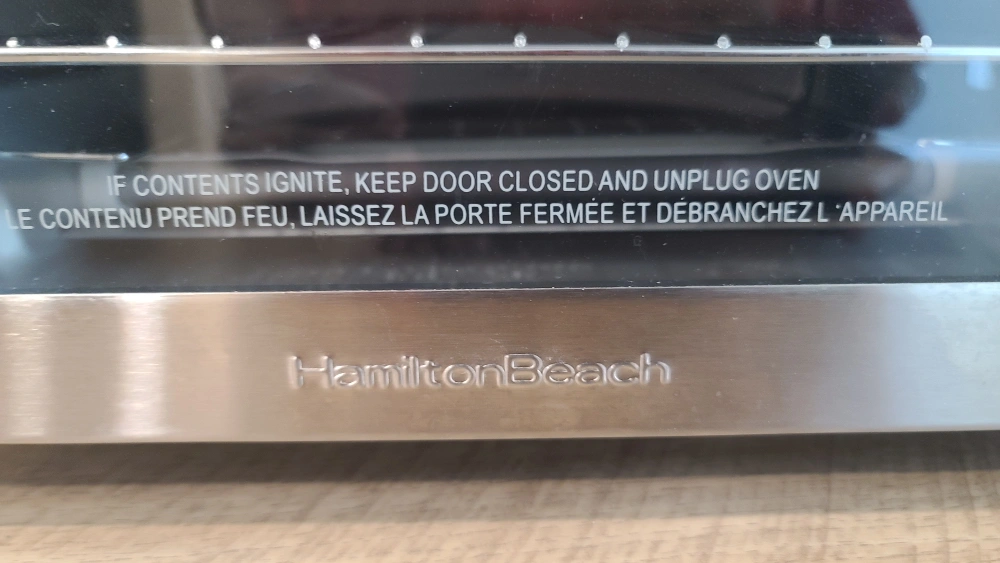 IF CONTENTS IGNITE, KEEP DOOR CLOSED AND UNPLUG OVEN
LE CONTENU PREND FEU, LAISSEZ LA PORTE FERMÉE ET DÉBRANCHEZ L 'APPAREIL
HamiltonBeach